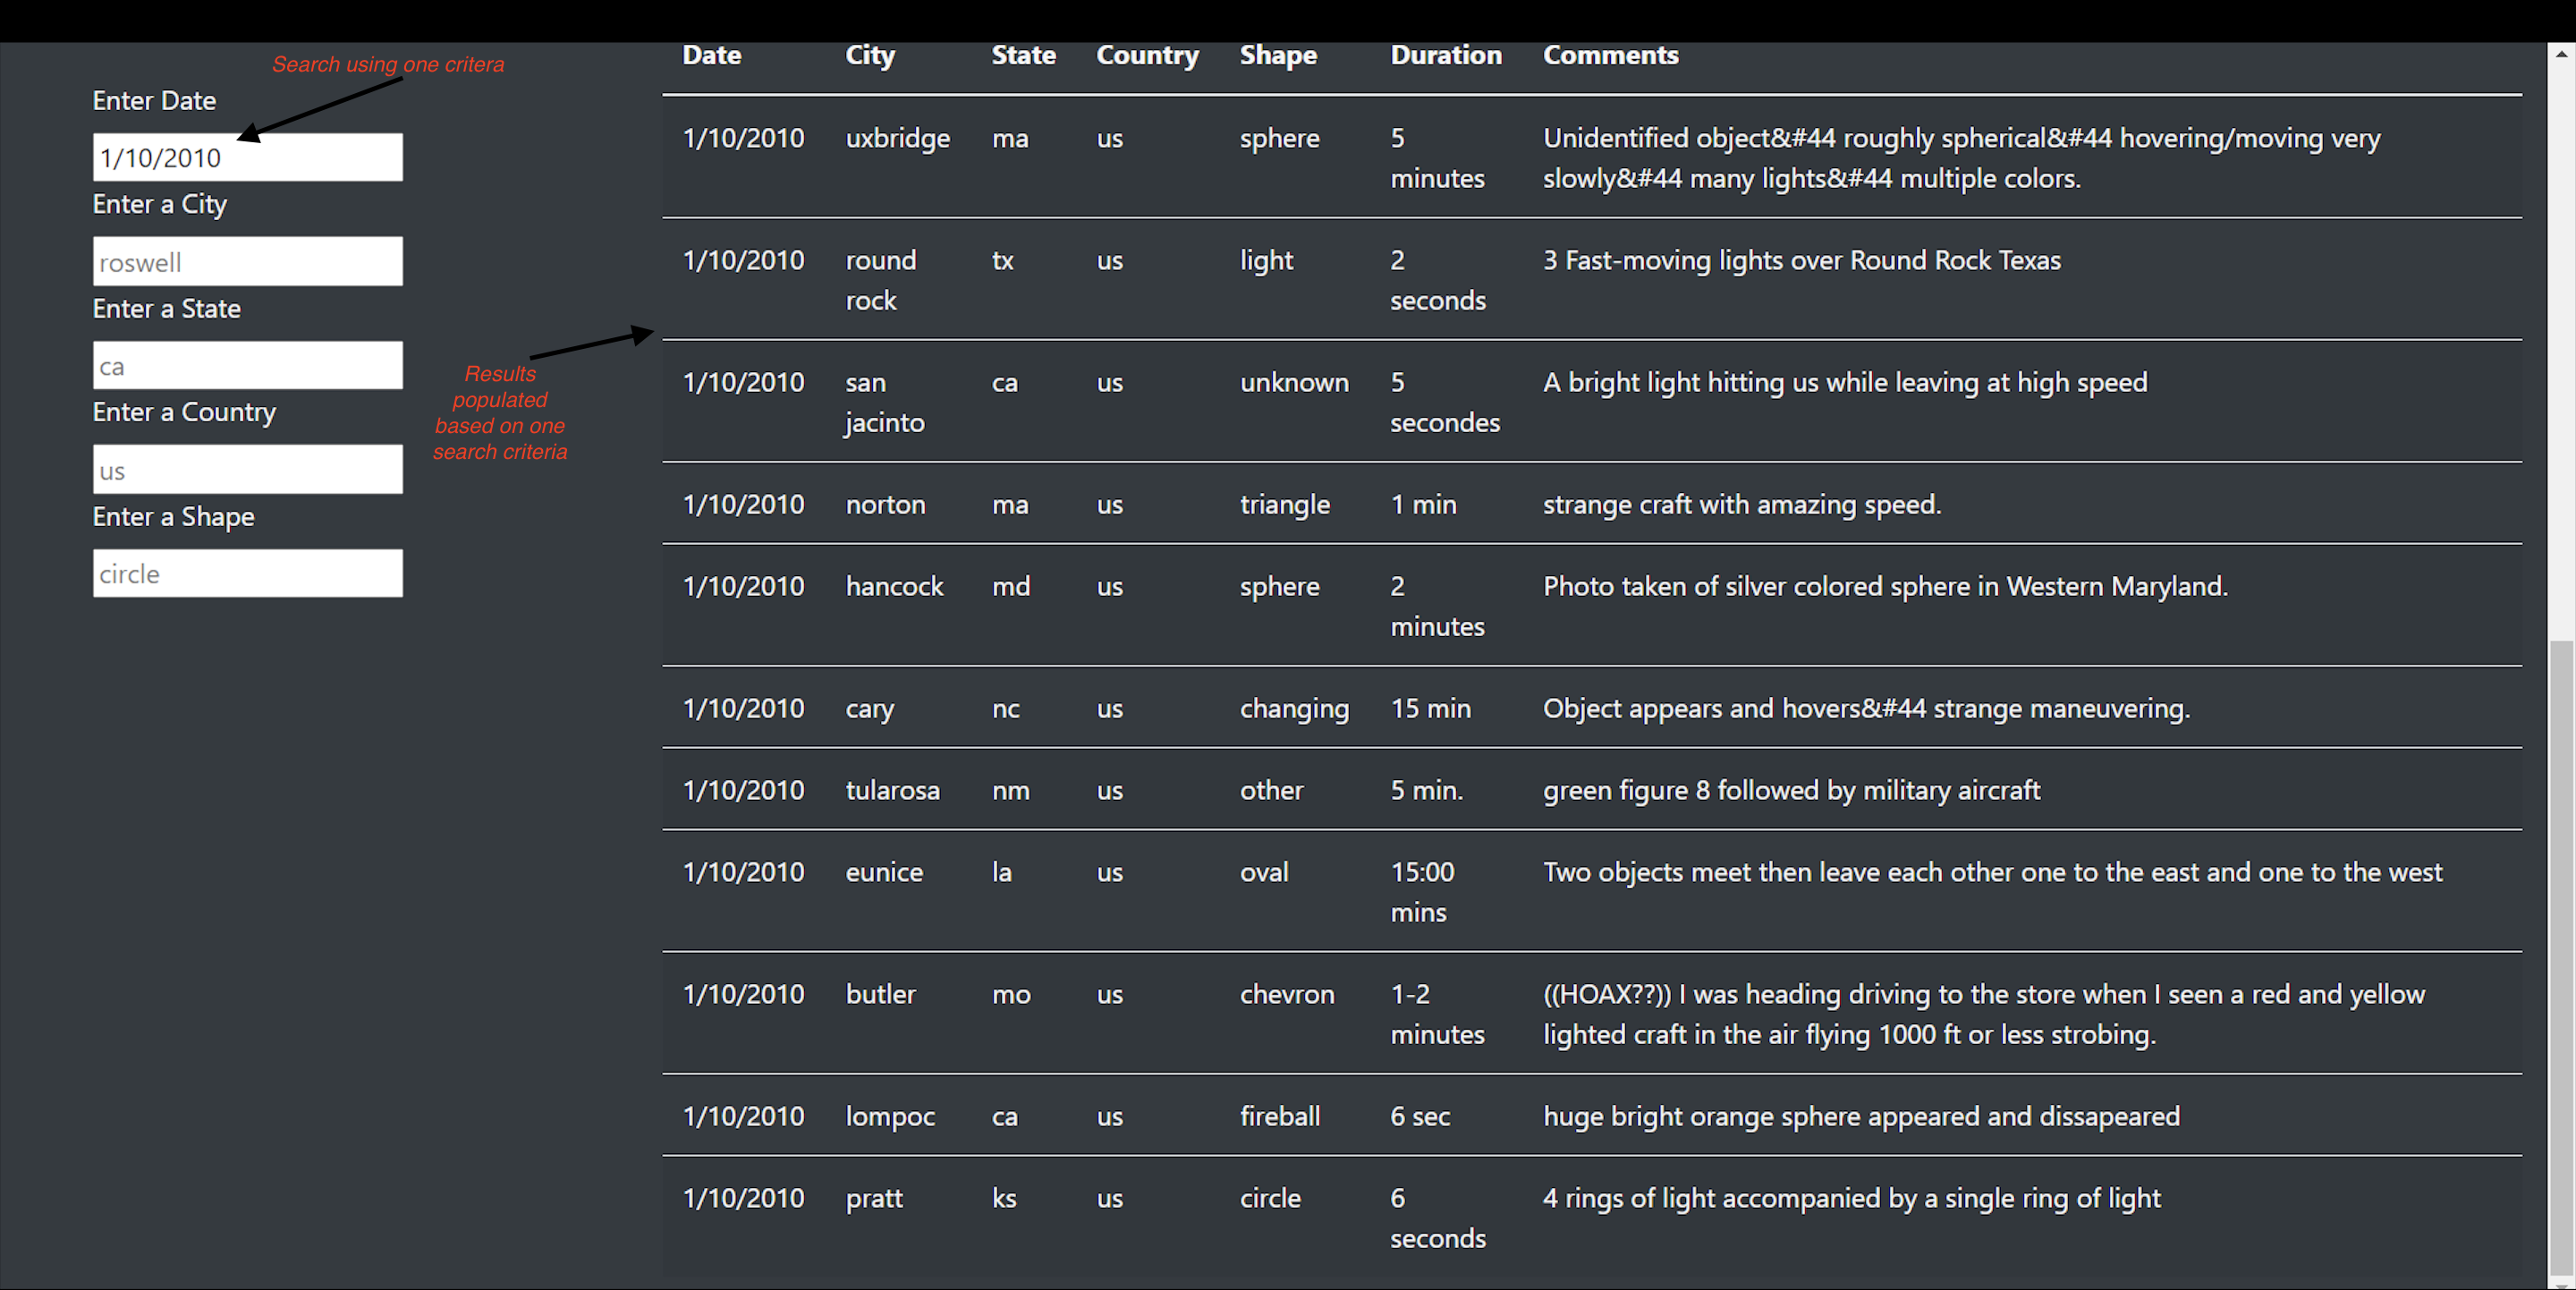 Search using one critera
Enter Date
1/10/2010
Enter a City
roswell
Enter a State
ca
Enter a Country
us
Enter a Shape
circle
Results
populated
based on one
search criteria
Date City State Country Shape Duration Comments
1/10/2010 uxbridge ma us sphere 5 Unidentified object&#44 roughly spherical&#44 hovering/moving very
minutes slowly&#44 many lights&#44 multiple colors.
1/10/2010 round tx us light 2 3 Fast-moving lights over Round Rock Texas
rock seconds
1/10/2010 san ca us unknown 5 A bright light hitting us while leaving at high speed
jacinto secondes
1/10/2010 norton ma us triangle 1 min strange craft with amazing speed.
1/10/2010 hancock md us sphere 2 Photo taken of silver colored sphere in Western Maryland.
minutes
1/10/2010 cary nc us changing 15 min Object appears and hovers&#44 strange maneuvering.
1/10/2010 tularosa nm us other 5 min. green figure 8 followed by military aircraft
1/10/2010 eunice la us oval 15:00 Two objects meet then leave each other one to the east and one to the west
mins
1/10/2010 butler mo us chevron 1-2 ((HOAX??)) I was heading driving to the store when I seen a red and yellow
minutes lighted craft in the air flying 1000 ft or less strobing.
1/10/2010 lompoc ca us fireball 6 sec huge bright orange sphere appeared and dissapeared
1/10/2010 pratt ks us circle 6 4 rings of light accompanied by a single ring of light
seconds